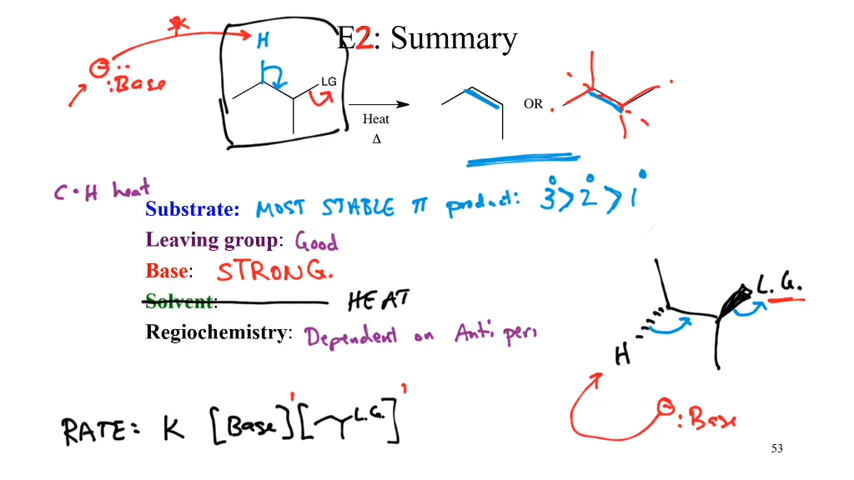 E2: Summary
H
⊖:Base
LG
Heat
Δ
OR
C-H heat
Substrate: MOST STABLE π product: 3° > 2° > 1°
Leaving group: Good
Base: STRONG.
Solvent: HEAT
Regiochemistry: Dependent on Anti peri
L.G.
H
⊖:Base
RATE: K [Base]¹[L.G.]¹
53